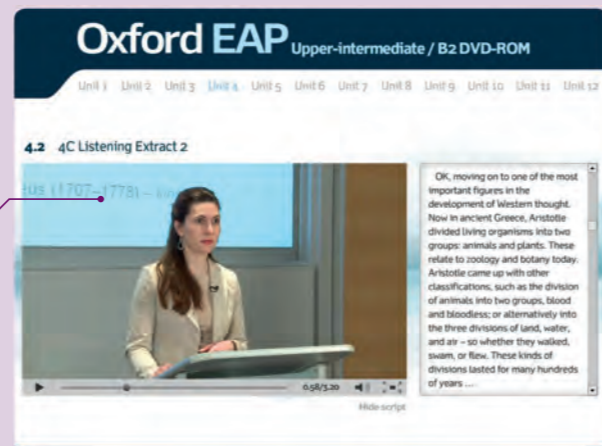 Oxford EAP Upper-intermediate / B2 DVD-ROM
Unit 1 Unit 2 Unit 3 Unit 4 Unit 5 Unit 6 Unit 7 Unit 8 Unit 9 Unit 10 Unit 11 Unit 12
4.2 4C Listening Extract 2
us (1707–1778) –
OK, moving on to one of the most
important figures in the
development of Western thought.
Now in ancient Greece, Aristotle
divided living organisms into two
groups: animals and plants. These
relate to zoology and botany today.
Aristotle came up with other
classifications, such as the division
of animals into two groups, blood
and bloodless; or alternatively into
the three divisions of land, water,
and air – so whether they walked,
swam, or flew. These kinds of
divisions lasted for many hundreds
of years ...
0.58/3.20
Hide script